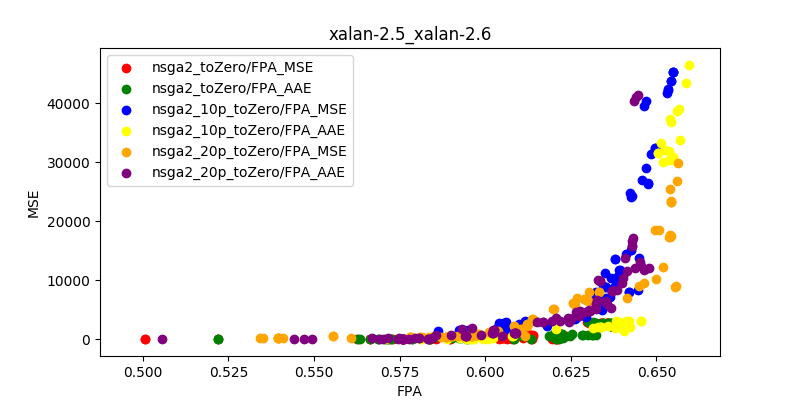 xalan-2.5_xalan-2.6
nsga2_toZero/FPA_MSE
nsga2_toZero/FPA_AAE
nsga2_10p_toZero/FPA_MSE
nsga2_10p_toZero/FPA_AAE
nsga2_20p_toZero/FPA_MSE
nsga2_20p_toZero/FPA_AAE
MSE
40000
30000
20000
10000
0
0.500 0.525 0.550 0.575 0.600 0.625 0.650
FPA